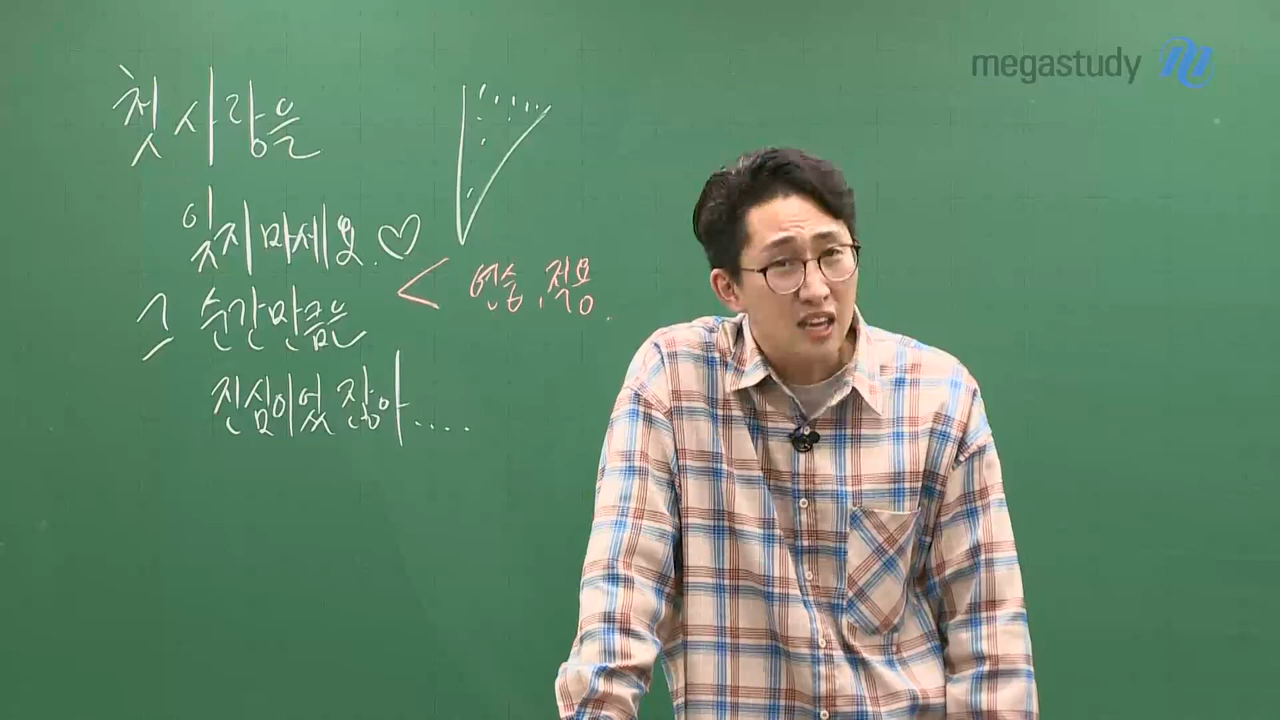 megastudy
첫 사랑은
잊지 마세요.♡
그 순간만큼은
진심이었잖아....
< 연습, 적용.